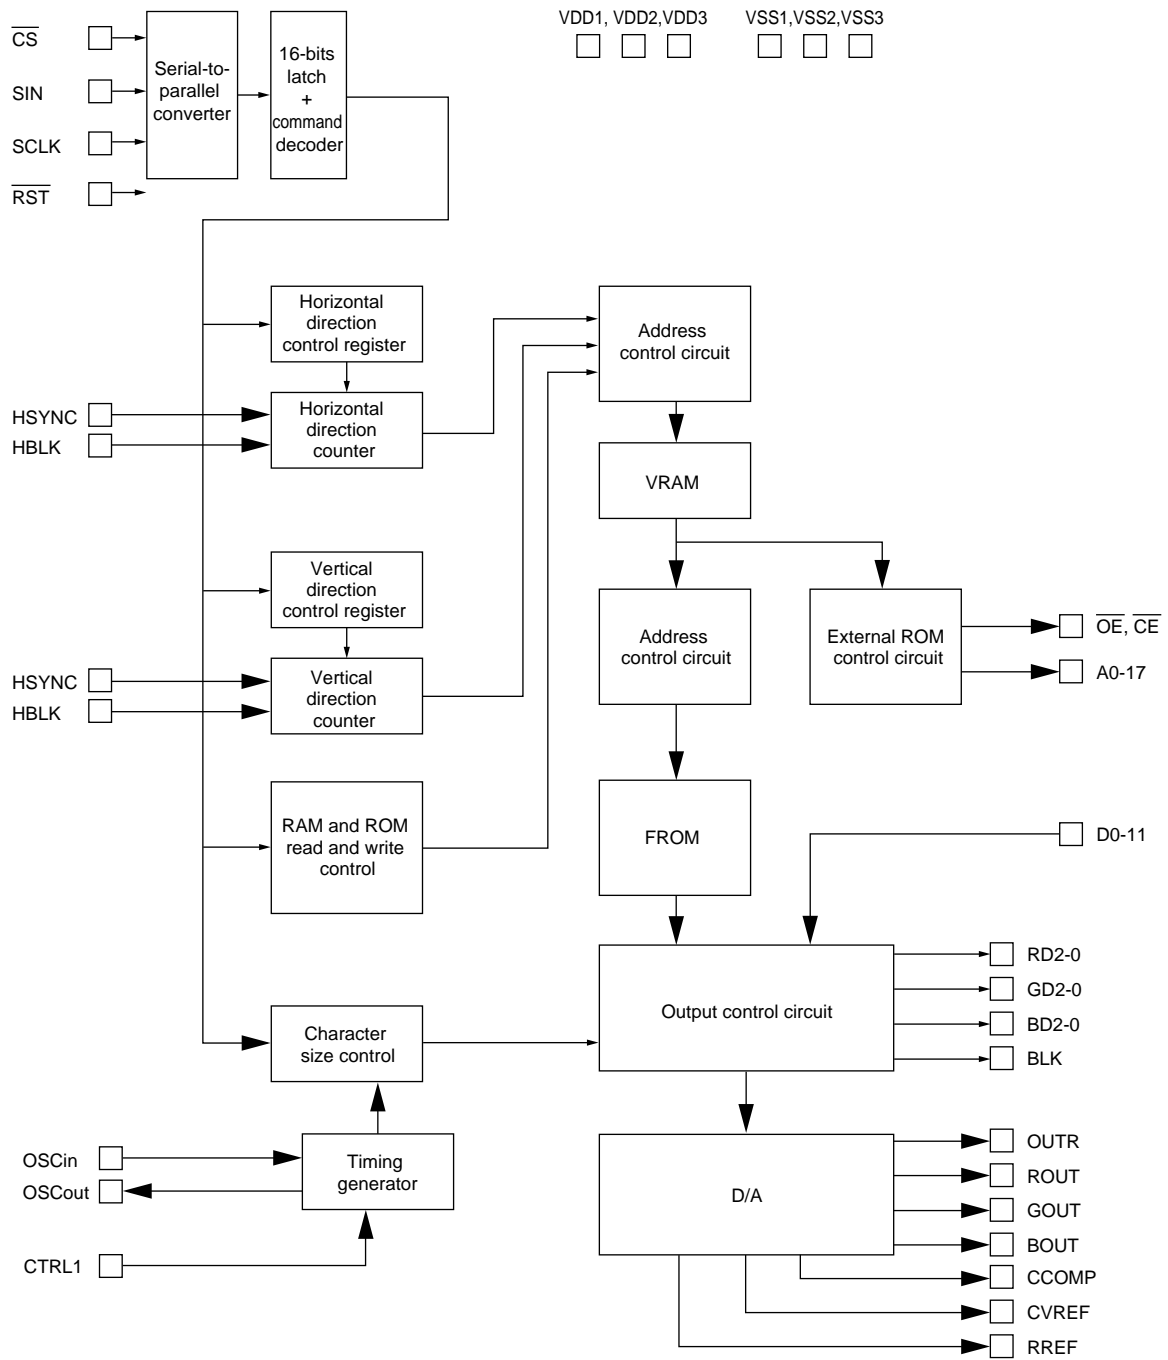 VDD1, VDD2,VDD3
VSS1,VSS2,VSS3
CS
SIN
SCLK
RST
Serial-to-
parallel
converter
16-bits
latch
+
command
decoder
Horizontal
direction
control register
HSYNC
HBLK
Horizontal
direction
counter
Address
control circuit
VRAM
Vertical
direction
control register
HSYNC
HBLK
Vertical
direction
counter
Address
control circuit
External ROM
control circuit
OE, CE
A0-17
RAM and ROM
read and write
control
FROM
D0-11
Character
size control
Output control circuit
RD2-0
GD2-0
BD2-0
BLK
OSCin
OSCout
CTRL1
Timing
generator
D/A
OUTR
ROUT
GOUT
BOUT
CCOMP
CVREF
RREF